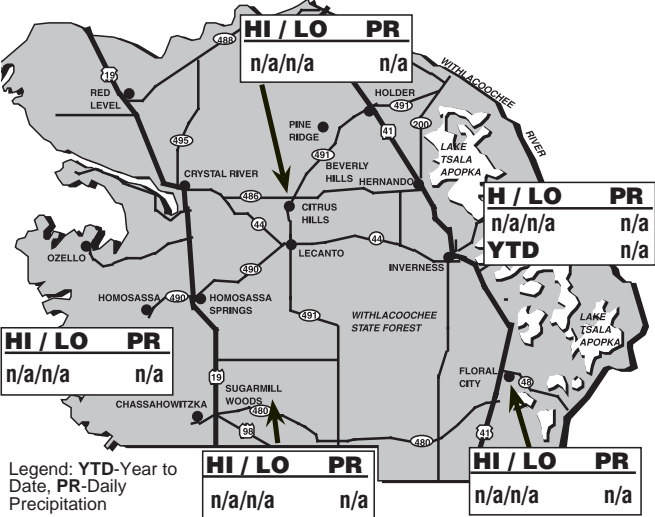 HI / LO PR
n/a/n/a n/a
488
19
RED
LEVEL
HOLDER
491
WITHLACOOCHEE
RIVER
PINE
RIDGE
41
200
495
491
BEVERLY
HILLS
LAKE
TSALA
APOPKA
CRYSTAL RIVER
HERNANDO
486
CITRUS
HILLS
H / LO PR
n/a/n/a n/a
YTD n/a
44
44
OZELLO
LECANTO
INVERNESS
490
HOMOSASSA
490
HOMOSASSA
SPRINGS
491
WITHLACOOCHEE
STATE FOREST
LAKE
TSALA
APOPKA
HI / LO PR
n/a/n/a n/a
19
SUGARMILL
WOODS
FLORAL
CITY
48
CHASSAHOWITZKA
480
98
480
41
Legend: YTD-Year to
Date, PR-Daily
Precipitation
HI / LO PR
n/a/n/a n/a
HI / LO PR
n/a/n/a n/a